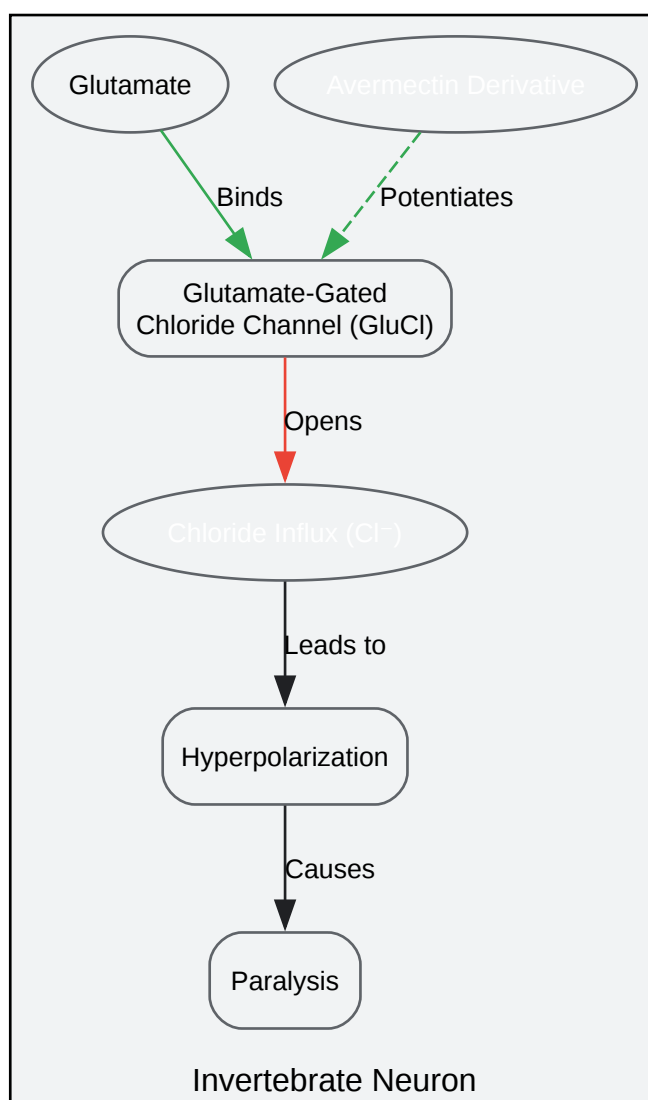 Glutamate
Avermectin Derivative
Binds
Potentiates
Glutamate-Gated
Chloride Channel (GluCl)
Opens
Chloride Influx (Cl⁻)
Leads to
Hyperpolarization
Causes
Paralysis
Invertebrate Neuron